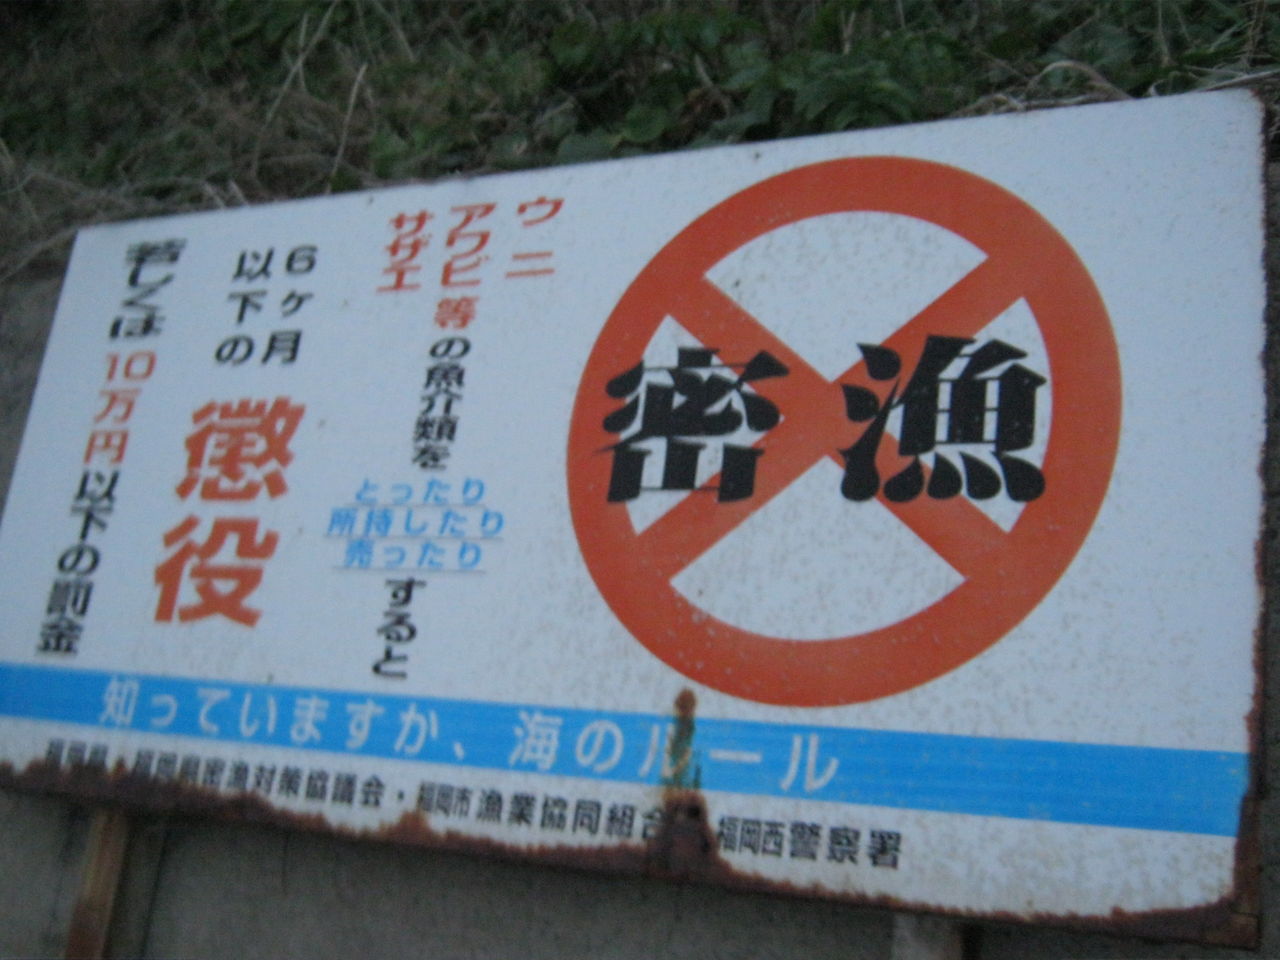 密漁
ウニ
アワビ等の魚介類を
サザエ
とったり
所持したり
売ったり
すると
6ヶ月
以下の
懲役
若しくは10万円以下の罰金
知っていますか、海のルール
福岡県・福岡県密漁対策協議会・福岡市漁業協同組合・福岡西警察署